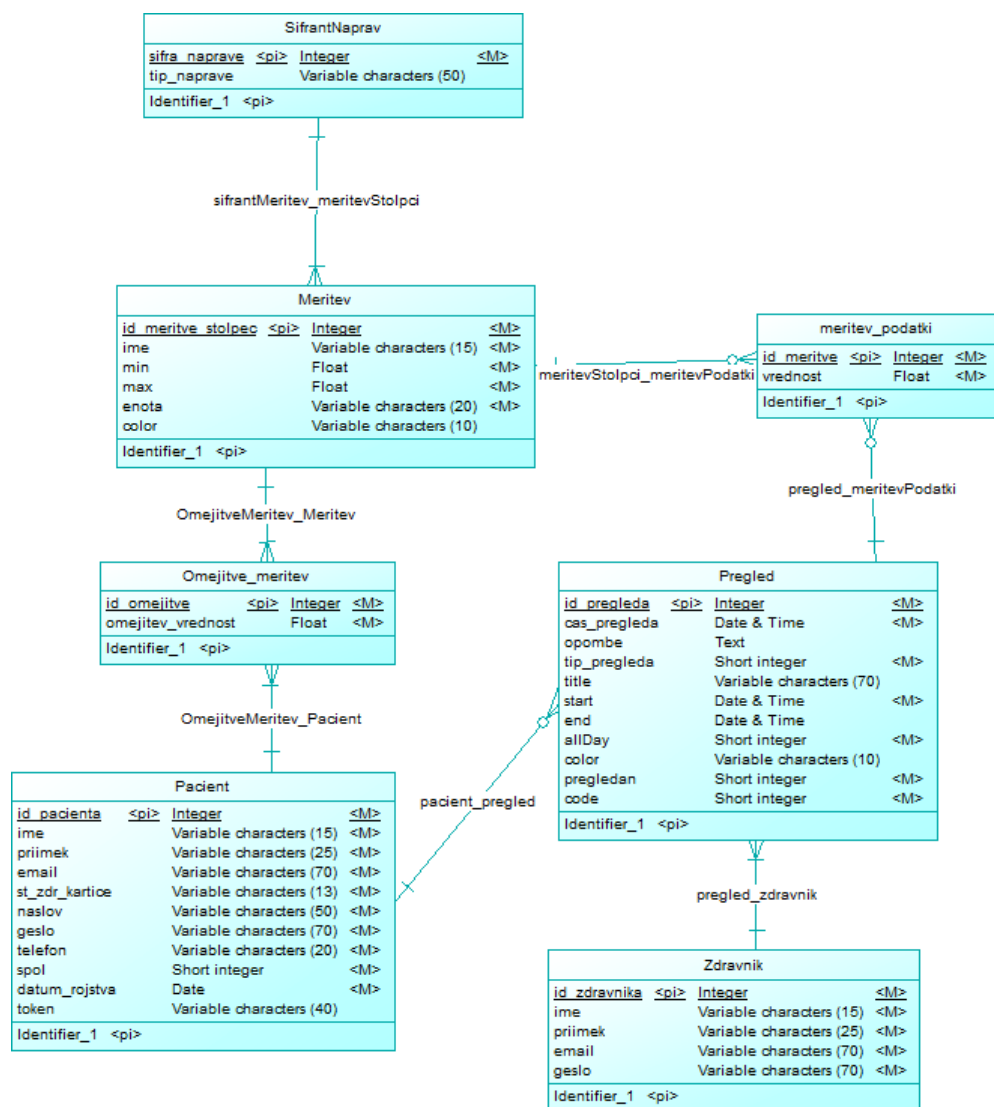 SifrantNaprav
sifra_naprave <pi> Integer <M>
tip_naprave Variable characters (50)
Identifier_1 <pi>
sifrantMeritev_meritevStolpci
Meritev
id_meritve_stolpec <pi> Integer <M>
ime Variable characters (15) <M>
min Float <M>
max Float <M>
enota Variable characters (20) <M>
color Variable characters (10)
Identifier_1 <pi>
meritevStolpci_meritevPodatki
meritev_podatki
id_meritve <pi> Integer <M>
vrednost Float <M>
Identifier_1 <pi>
pregled_meritevPodatki
OmejitveMeritev_Meritev
Omejitve_meritev
id_omejitve <pi> Integer <M>
omejitev_vrednost Float <M>
Identifier_1 <pi>
OmejitveMeritev_Pacient
Pregled
id_pregleda <pi> Integer <M>
cas_pregleda Date & Time <M>
opombe Text
tip_pregleda Short integer <M>
title Variable characters (70)
start Date & Time <M>
end Date & Time
allDay Short integer <M>
color Variable characters (10)
pregledan Short integer <M>
code Short integer <M>
Identifier_1 <pi>
pacient_pregled
Pacient
id_pacienta <pi> Integer <M>
ime Variable characters (15) <M>
priimek Variable characters (25) <M>
email Variable characters (70) <M>
st_zdr_kartice Variable characters (13) <M>
naslov Variable characters (50) <M>
geslo Variable characters (70) <M>
telefon Variable characters (20) <M>
spol Short integer <M>
datum_rojstva Date <M>
token Variable characters (40)
Identifier_1 <pi>
pregled_zdravnik
Zdravnik
id_zdravnika <pi> Integer <M>
ime Variable characters (15) <M>
priimek Variable characters (25) <M>
email Variable characters (70) <M>
geslo Variable characters (70) <M>
Identifier_1 <pi>